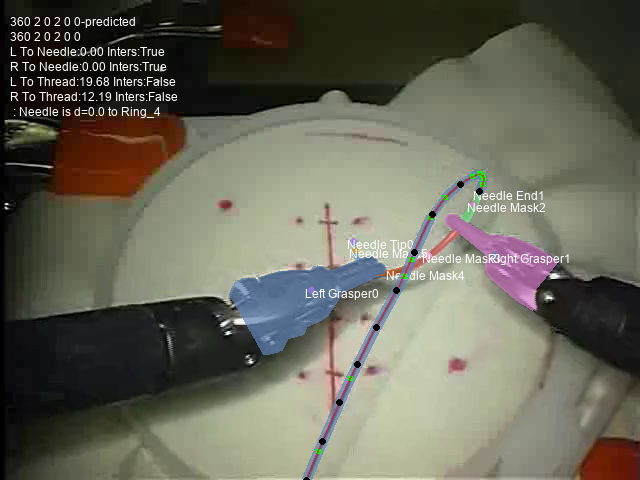 360 2 0 2 0 0-predicted
360 2 0 2 0 0
L To Needle:0.00 Inters:True
R To Needle:0.00 Inters:True
L To Thread:19.68 Inters:False
R To Thread:12.19 Inters:False
: Needle is d=0.0 to Ring_4
Needle End1
Needle Mask2
Needle Tip0
Needle Mask5
Needle Mask3
Right Grasper1
Needle Mask4
Left Grasper0